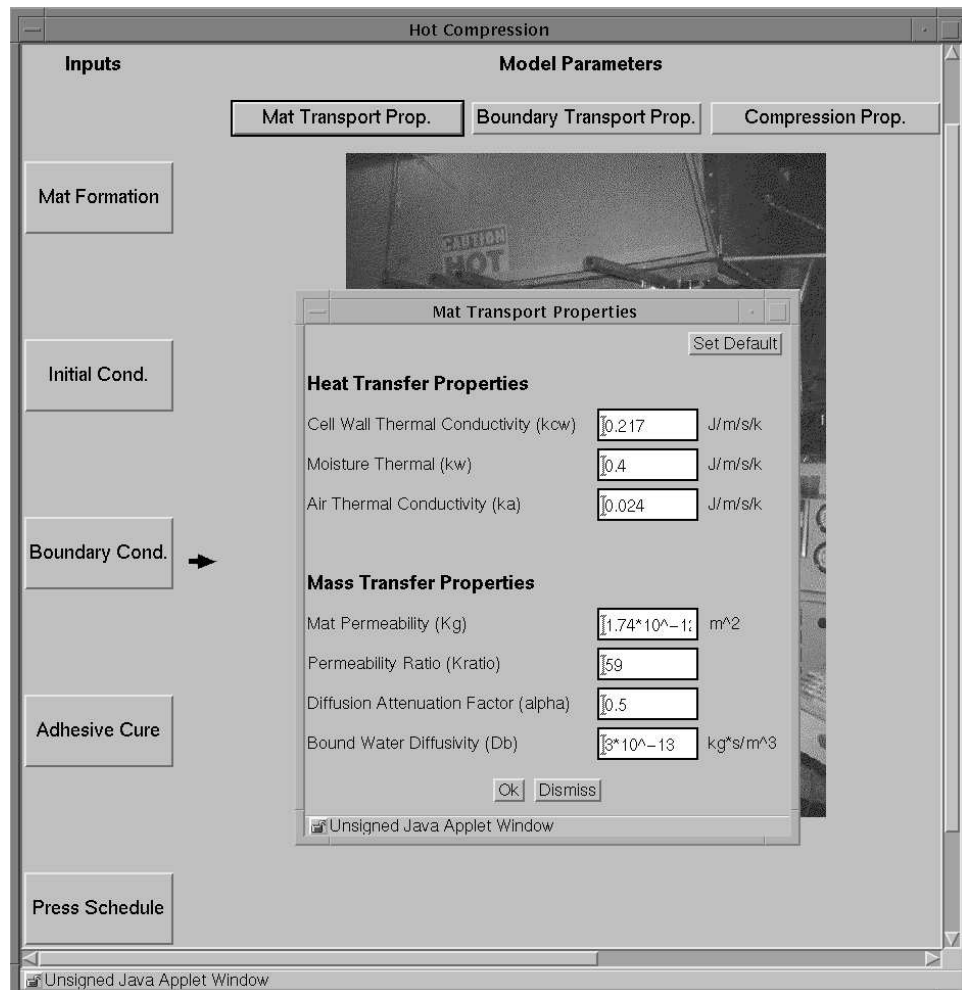 Hot Compression
Inputs
Model Parameters
Mat Transport Prop.
Boundary Transport Prop.
Compression Prop.
Mat Formation
Initial Cond.
Boundary Cond.
Adhesive Cure
Press Schedule
CAUTION
HOT
Mat Transport Properties
Set Default
Heat Transfer Properties
Cell Wall Thermal Conductivity (kcw) 0.217 J/m/s/k
Moisture Thermal (kw) 0.4 J/m/s/k
Air Thermal Conductivity (ka) 0.024 J/m/s/k
Mass Transfer Properties
Mat Permeability (Kg) 1.74*10^-12 m^2
Permeability Ratio (Kratio) 59
Diffusion Attenuation Factor (alpha) 0.5
Bound Water Diffusivity (Db) 3*10^-13 kg*s/m^3
Ok Dismiss
Unsigned Java Applet Window
Unsigned Java Applet Window